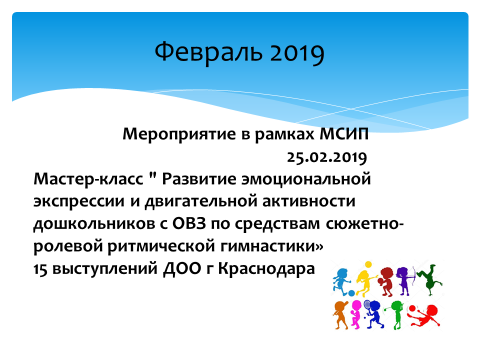 Февраль 2019
Мероприятие в рамках МСИП
25.02.2019
Мастер-класс " Развитие эмоциональной
экспрессии и двигательной активности
дошкольников с ОВЗ по средствам сюжетно-
ролевой ритмической гимнастики»
15 выступлений ДОО г Краснодара